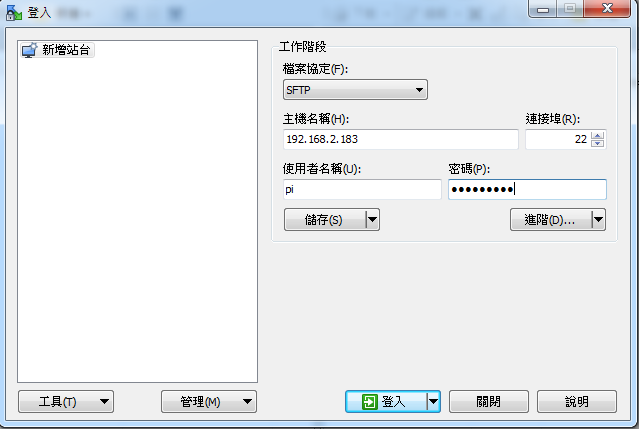 登入
新增站台
工作階段
檔案協定(F):
SFTP
主機名稱(H):
連接埠(R):
192.168.2.183
22
使用者名稱(U):
密碼(P):
pi
●●●●●●●●●
儲存(S)
進階(D)...
工具(T)
管理(M)
登入
關閉
說明